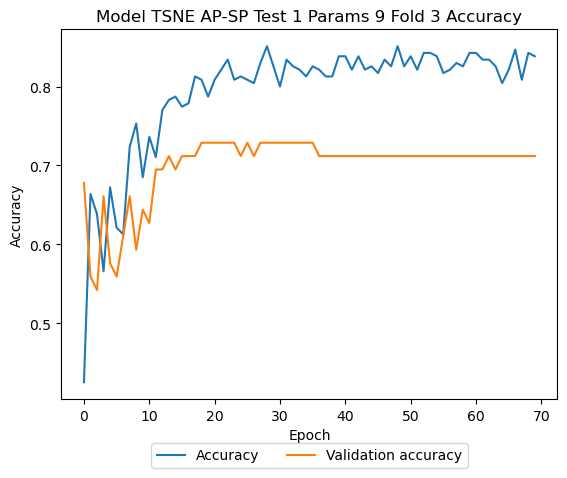 Model TSNE AP-SP Test 1 Params 9 Fold 3 Accuracy
Accuracy
0.8
0.7
0.6
0.5
0 10 20 30 40 50 60 70
Epoch
Accuracy Validation accuracy